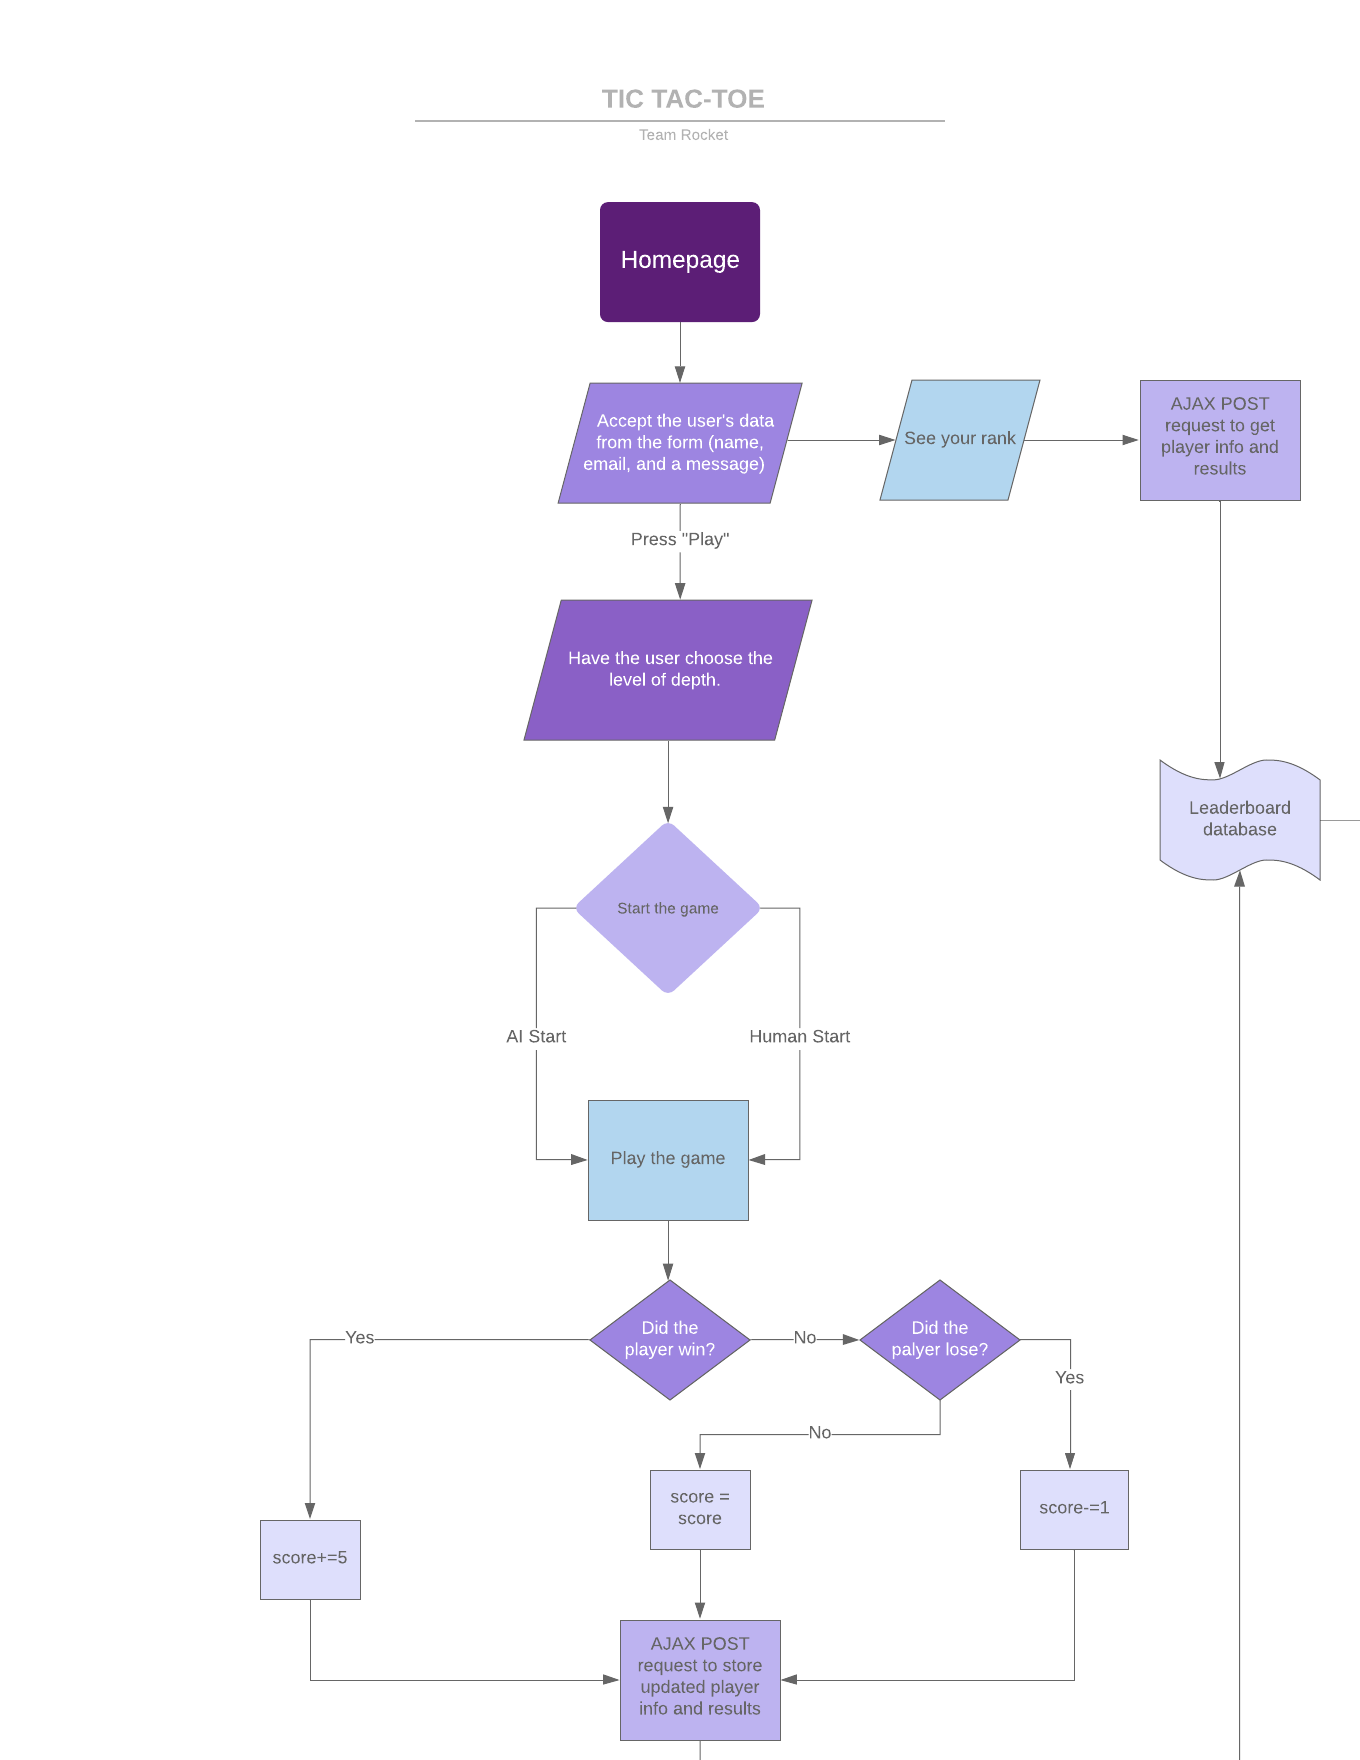 TIC TAC-TOE
Team Rocket
Homepage
Accept the user's data
from the form (name,
email, and a message)
See your rank
AJAX POST
request to get
player info and
results
Press "Play"
Have the user choose the
level of depth.
Leaderboard
database
Start the game
AI Start
Human Start
Play the game
Did the
player win?
Yes
No
Did the
palyer lose?
Yes
No
score =
score
score-=1
score+=5
AJAX POST
request to store
updated player
info and results